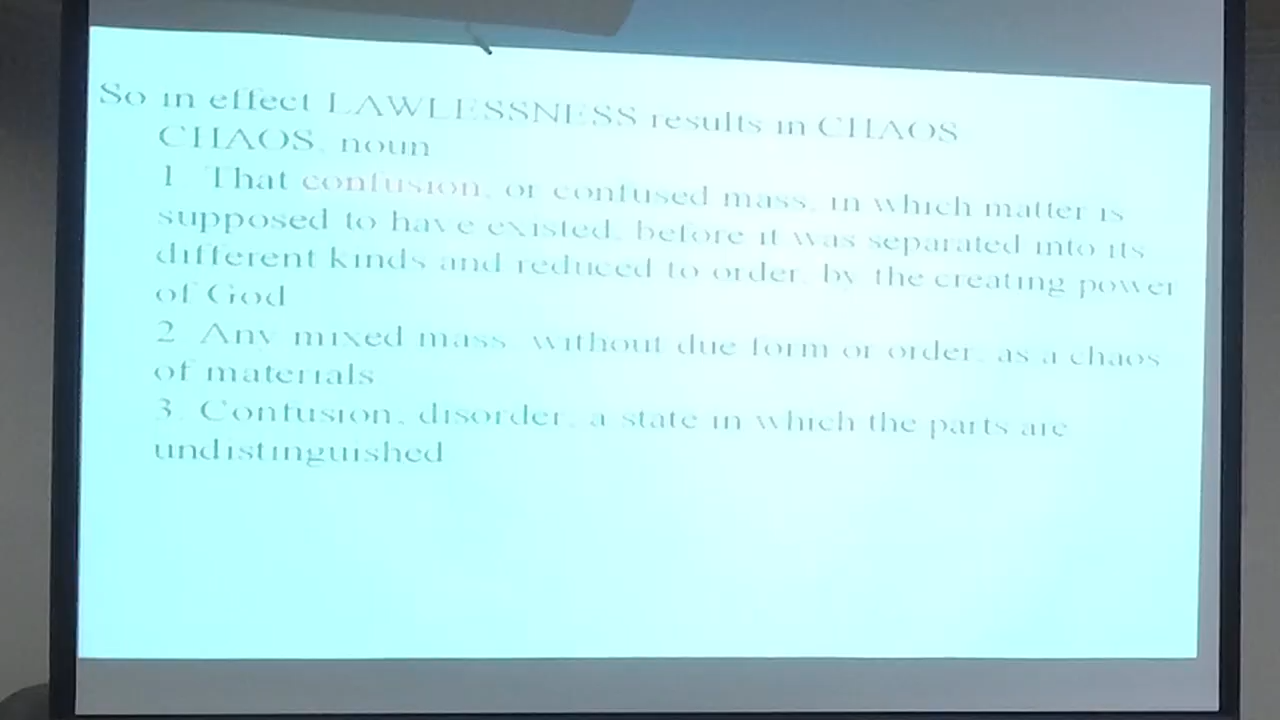 So in effect LAWLESSNESS results in CHAOS
CHAOS, noun
1. That confusion, or confused mass, in which matter is
supposed to have existed, before it was separated into its
different kinds and reduced to order, by the creating power
of God
2. Any mixed mass, without due form or order, as a chaos
of materials
3. Confusion, disorder, a state in which the parts are
undistinguished